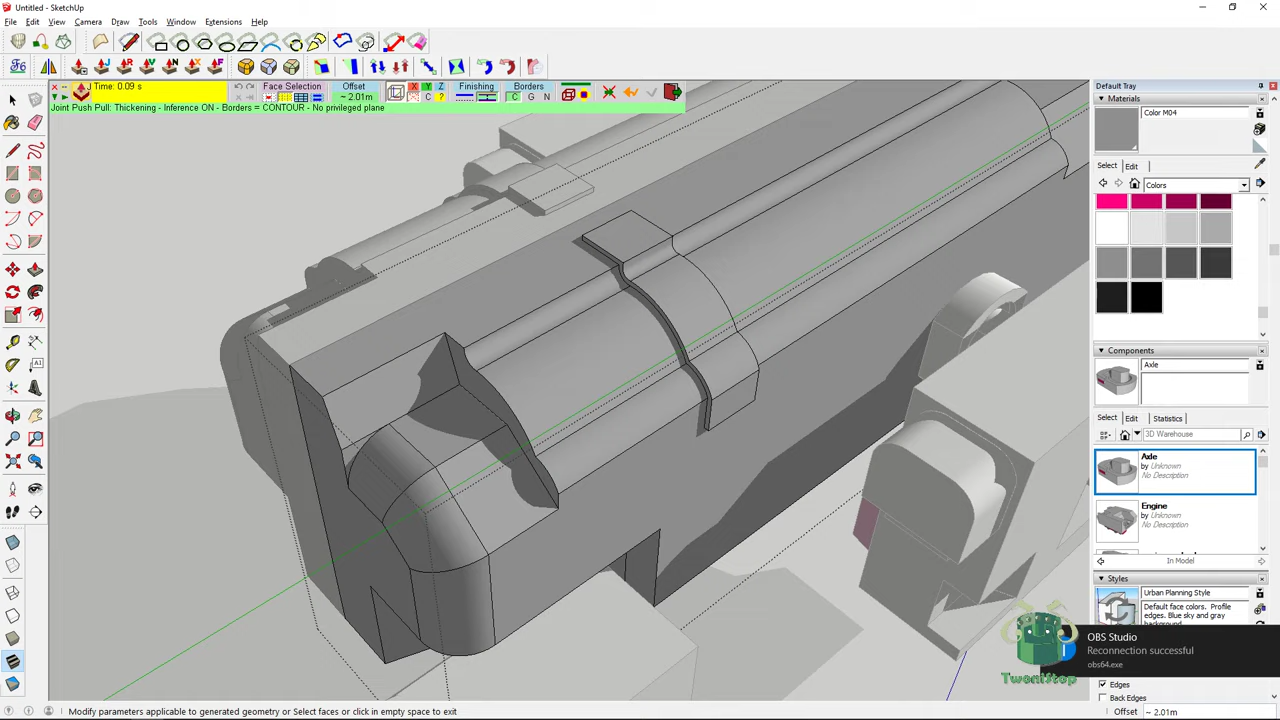 Untitled - SketchUp
File Edit View Camera Draw Tools Window Extensions Help
F6 J R V N X F
J Time: 0.09 s
Face Selection
Offset
~ 2.01m
X Y Z
C ?
Finishing
Borders
C G N
Joint Push Pull: Thickening - Inference ON - Borders = CONTOUR - No privileged plane
Default Tray
Materials
Color M04
Select Edit
Colors
Components
Axle
Select Edit Statistics
3D Warehouse
Axle
by Unknown
No Description
Engine
by Unknown
No Description
In Model
Styles
Urban Planning Style
Default face colors. Profile
edges. Blue sky and gray
background.
OBS Studio
Reconnection successful
obs64.exe
TwoniStop
Edges
Back Edges
Modify parameters applicable to generated geometry or Select faces or click in empty space to exit
Offset ~ 2.01m